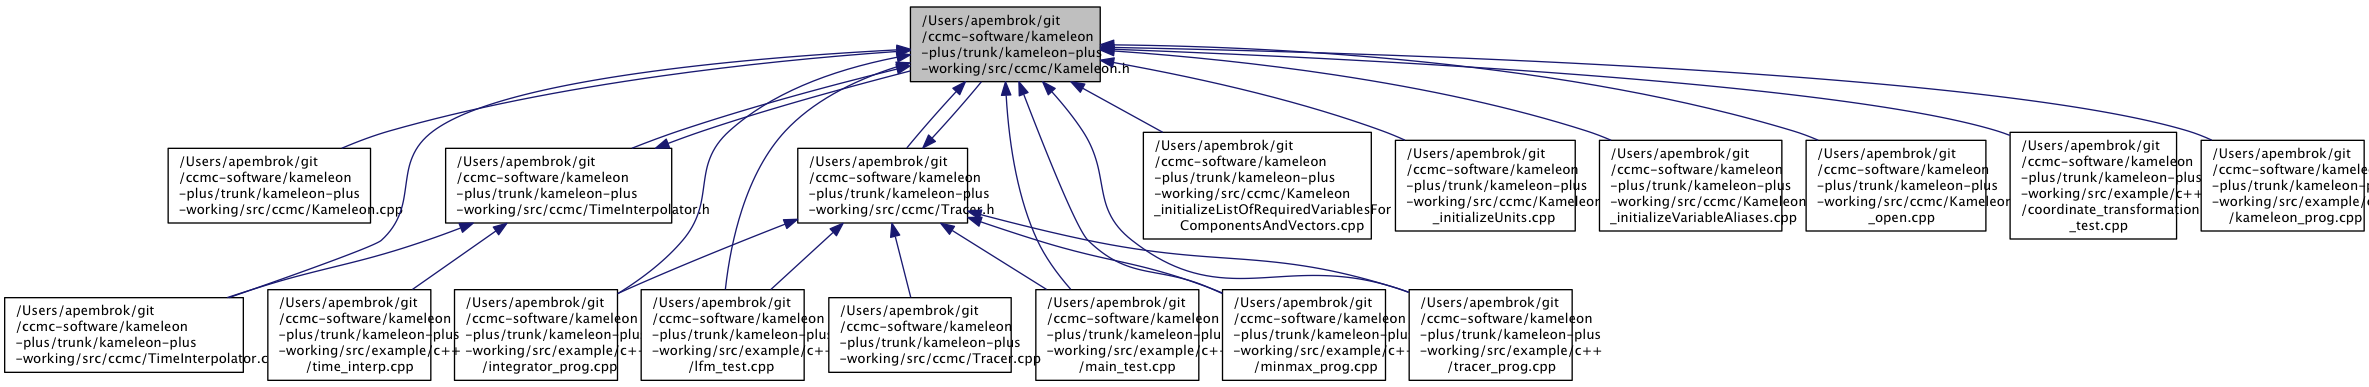 /Users/apembrok/git
/ccmc-software/kameleon
-plus/trunk/kameleon-plus
-working/src/ccmc/Kameleon.h
/Users/apembrok/git
/ccmc-software/kameleon
-plus/trunk/kameleon-plus
-working/src/ccmc/Kameleon.cpp
/Users/apembrok/git
/ccmc-software/kameleon
-plus/trunk/kameleon-plus
-working/src/ccmc/TimeInterpolator.h
/Users/apembrok/git
/ccmc-software/kameleon
-plus/trunk/kameleon-plus
-working/src/ccmc/Tracer.h
/Users/apembrok/git
/ccmc-software/kameleon
-plus/trunk/kameleon-plus
-working/src/ccmc/Kameleon
_initializeListOfRequiredVariablesFor
ComponentsAndVectors.cpp
/Users/apembrok/git
/ccmc-software/kameleon
-plus/trunk/kameleon-plus
-working/src/ccmc/Kameleon
_initializeUnits.cpp
/Users/apembrok/git
/ccmc-software/kameleon
-plus/trunk/kameleon-plus
-working/src/ccmc/Kameleon
_initializeVariableAliases.cpp
/Users/apembrok/git
/ccmc-software/kameleon
-plus/trunk/kameleon-plus
-working/src/ccmc/Kameleon
_open.cpp
/Users/apembrok/git
/ccmc-software/kameleon
-plus/trunk/kameleon-plus
-working/src/example/c++
/coordinate_transformation
_test.cpp
/Users/apembrok/git
/ccmc-software/kameleon
-plus/trunk/kameleon-plus
-working/src/example/c
/kameleon_prog.cpp
/Users/apembrok/git
/ccmc-software/kameleon
-plus/trunk/kameleon-plus
-working/src/ccmc/TimeInterpolator.c
/Users/apembrok/git
/ccmc-software/kameleon
-plus/trunk/kameleon-plus
-working/src/example/c++
/time_interp.cpp
/Users/apembrok/git
/ccmc-software/kameleon
-plus/trunk/kameleon-plu
-working/src/example/c++
/integrator_prog.cpp
/Users/apembrok/git
/ccmc-software/kameleon
-plus/trunk/kameleon-plus
-working/src/example/c++
/lfm_test.cpp
/Users/apembrok/git
/ccmc-software/kameleon
-plus/trunk/kameleon-plus
-working/src/ccmc/Tracer.cpp
/Users/apembrok/git
/ccmc-software/kameleon
-plus/trunk/kameleon-plu
-working/src/example/c++
/main_test.cpp
/Users/apembrok/git
/ccmc-software/kameleon
-plus/trunk/kameleon-plu
-working/src/example/c++
/minmax_prog.cpp
/Users/apembrok/git
/ccmc-software/kameleon
-plus/trunk/kameleon-plus
-working/src/example/c++
/tracer_prog.cpp